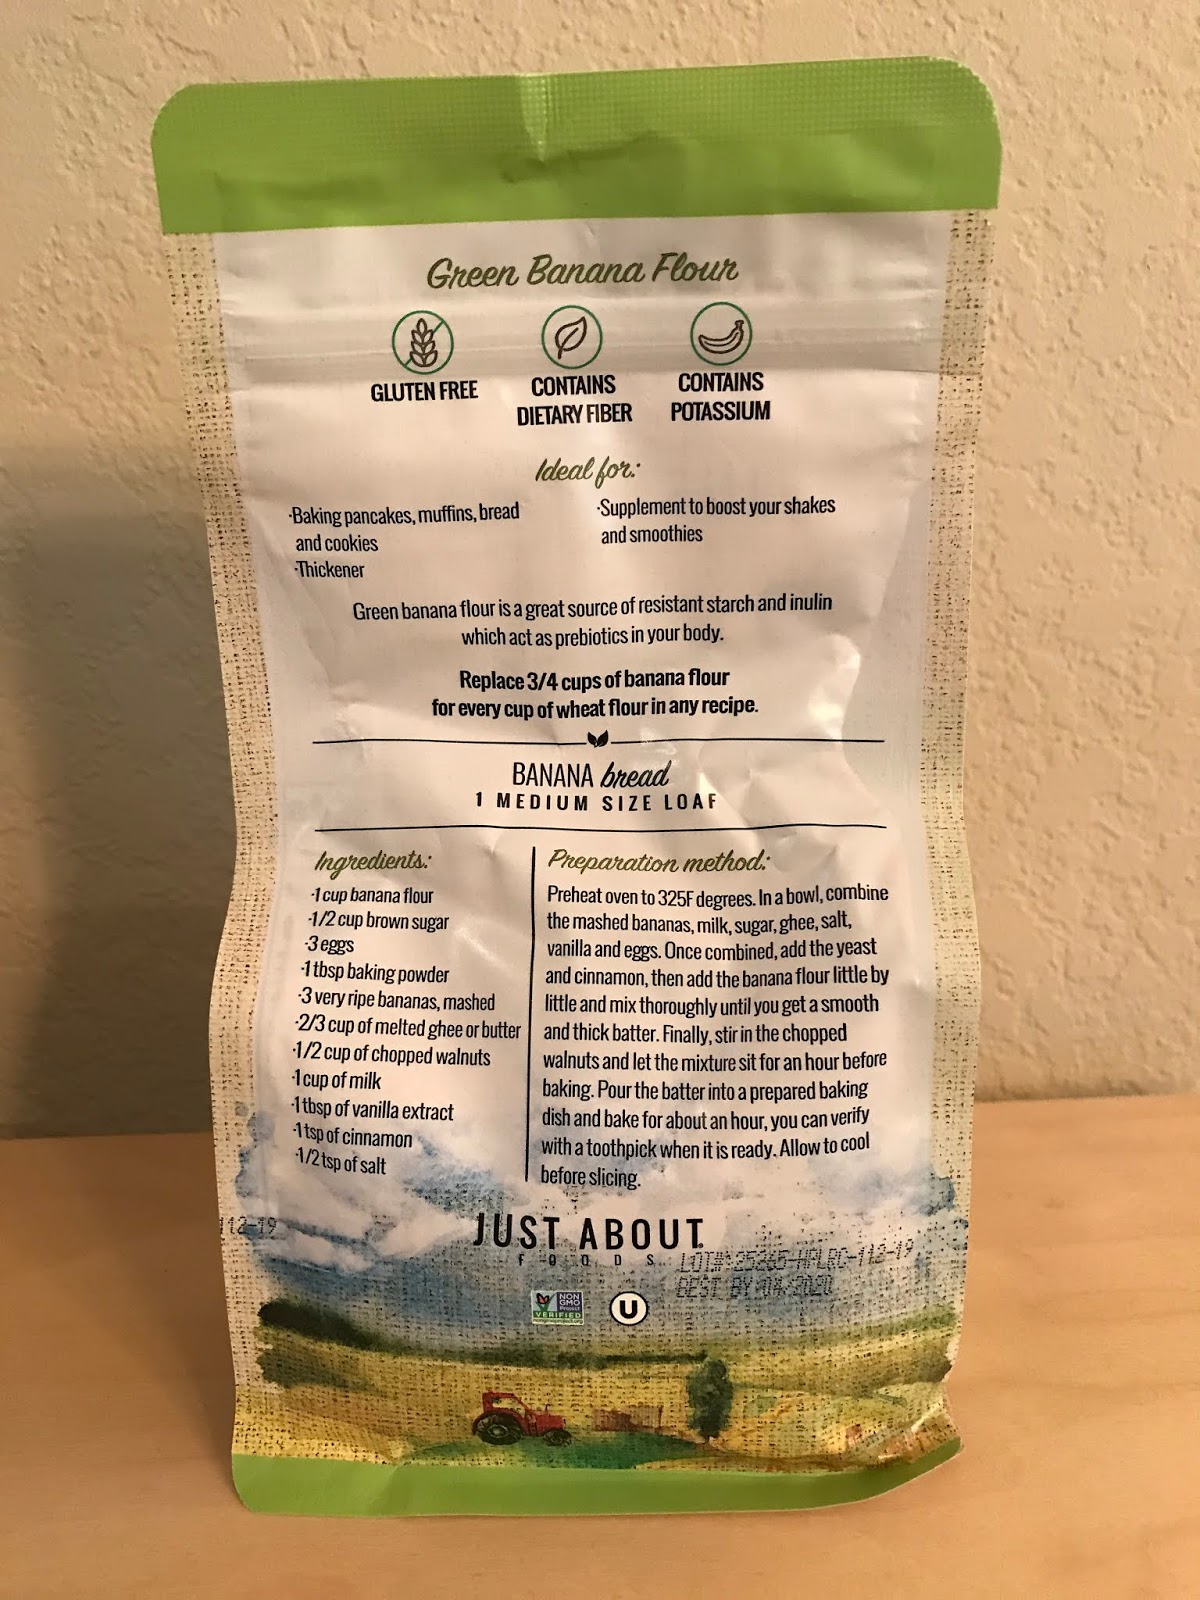 Green Banana Flour
GLUTEN FREE
CONTAINS
DIETARY FIBER
CONTAINS
POTASSIUM
Ideal for:
·Baking pancakes, muffins, bread
and cookies
·Thickener
·Supplement to boost your shakes
and smoothies
Green banana flour is a great source of resistant starch and inulin
which act as prebiotics in your body.
Replace 3/4 cups of banana flour
for every cup of wheat flour in any recipe.
BANANA bread
1 MEDIUM SIZE LOAF
Ingredients:
·1 cup banana flour
·1/2 cup brown sugar
·3 eggs
·1 tbsp baking powder
·3 very ripe bananas, mashed
·2/3 cup of melted ghee or butter
·1/2 cup of chopped walnuts
·1 cup of milk
·1 tbsp of vanilla extract
·1 tsp of cinnamon
·1/2 tsp of salt
Preparation method:
Preheat oven to 325F degrees. In a bowl, combine
the mashed bananas, milk, sugar, ghee, salt,
vanilla and eggs. Once combined, add the yeast
and cinnamon, then add the banana flour little by
little and mix thoroughly until you get a smooth
and thick batter. Finally, stir in the chopped
walnuts and let the mixture sit for an hour before
baking. Pour the batter into a prepared baking
dish and bake for about an hour, you can verify
with a toothpick when it is ready. Allow to cool
before slicing.
112-19
JUST ABOUT
FOODS
LOT#:25265-HPLRC-112-19
BEST BY:04/2020
NON
GMO
Project
VERIFIED
U